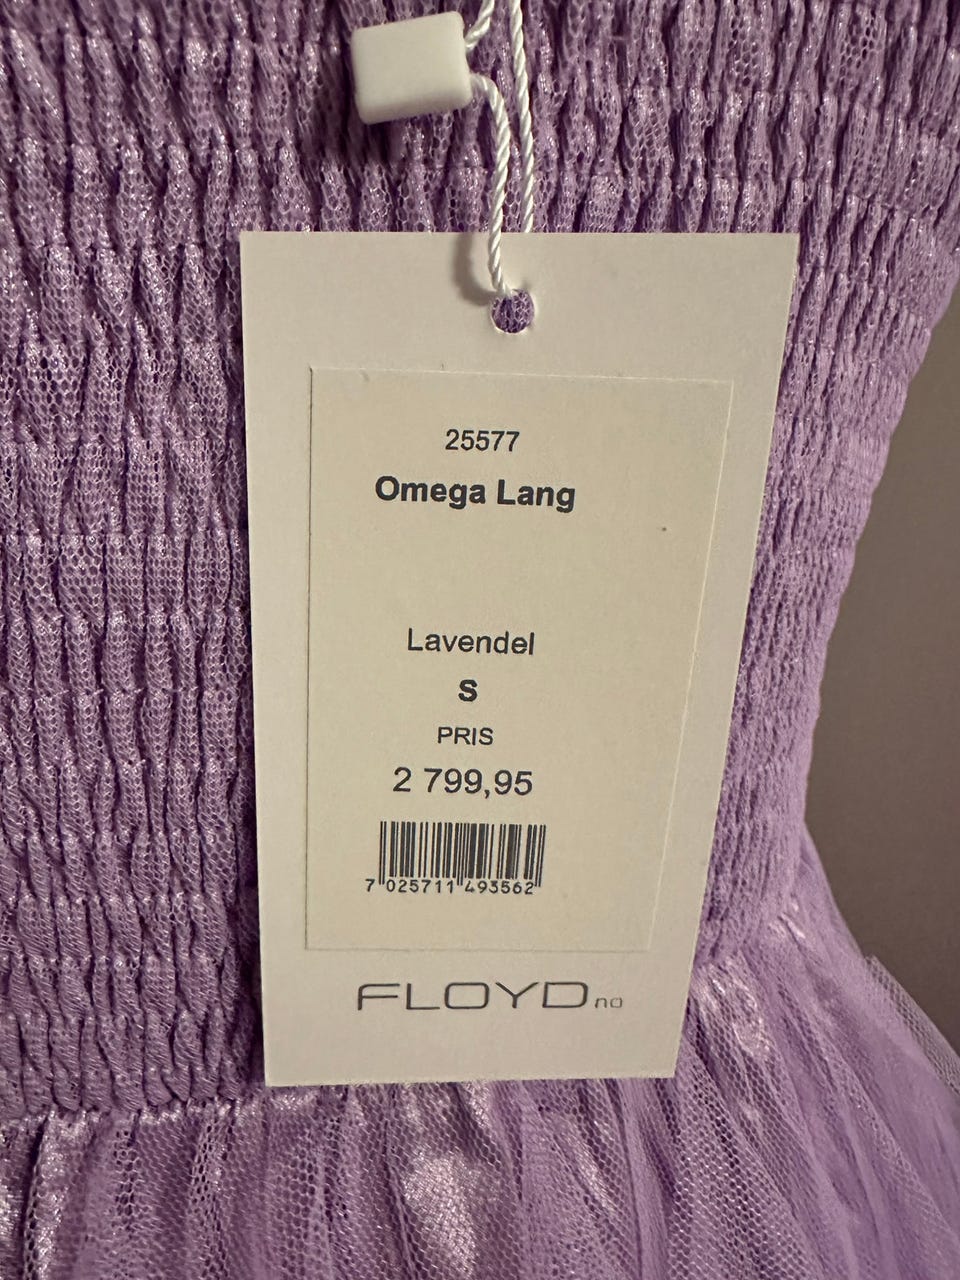 25577
Omega Lang
Lavendel
S
PRIS
2 799,95
7 025711 493562
FLOYD no